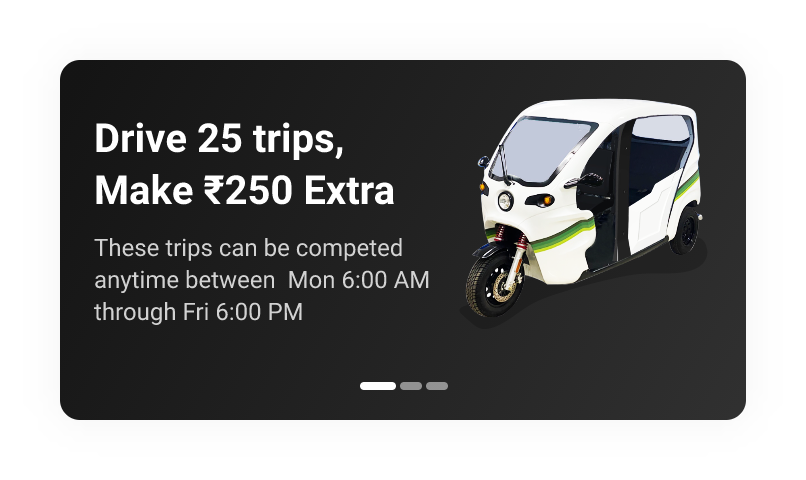 Drive 25 trips,
Make ₹250 Extra
These trips can be competed
anytime between  Mon 6:00 AM
through Fri 6:00 PM